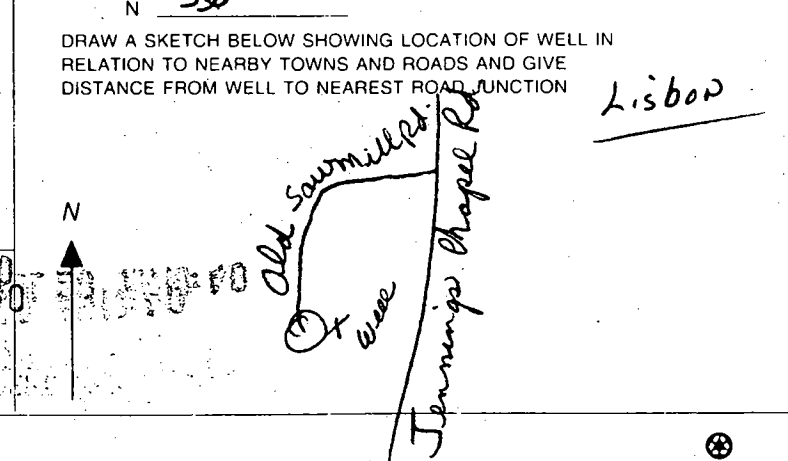 N 530
DRAW A SKETCH BELOW SHOWING LOCATION OF WELL IN
RELATION TO NEARBY TOWNS AND ROADS AND GIVE
DISTANCE FROM WELL TO NEAREST ROAD JUNCTION
Lisbon
Old Sawmill Rd.
Jennings Chapel Rd
N
x Well